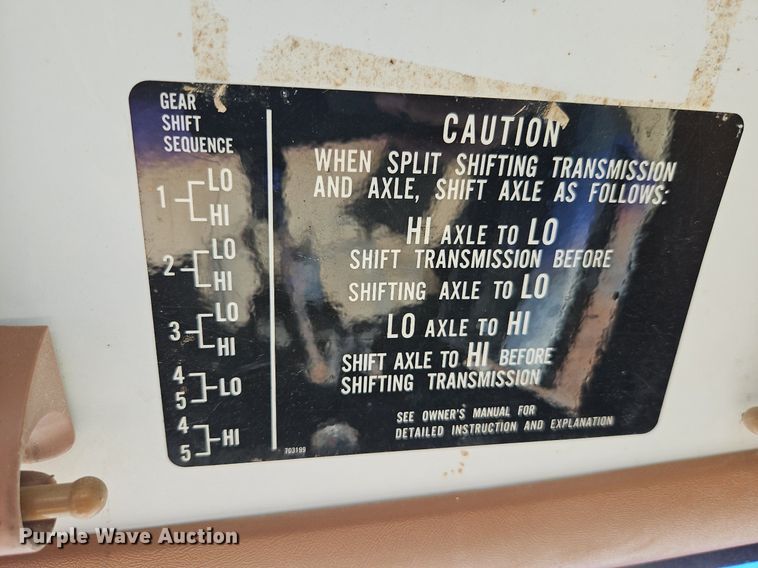 GEAR
SHIFT
SEQUENCE
1 LO
HI
2 LO
HI
3 LO
HI
4
5 LO
4
5 HI
CAUTION
WHEN SPLIT SHIFTING TRANSMISSION
AND AXLE, SHIFT AXLE AS FOLLOWS:
HI AXLE TO LO
SHIFT TRANSMISSION BEFORE
SHIFTING AXLE TO LO
LO AXLE TO HI
SHIFT AXLE TO HI BEFORE
SHIFTING TRANSMISSION
SEE OWNER'S MANUAL FOR
DETAILED INSTRUCTION AND EXPLANATION
703199
Purple Wave Auction